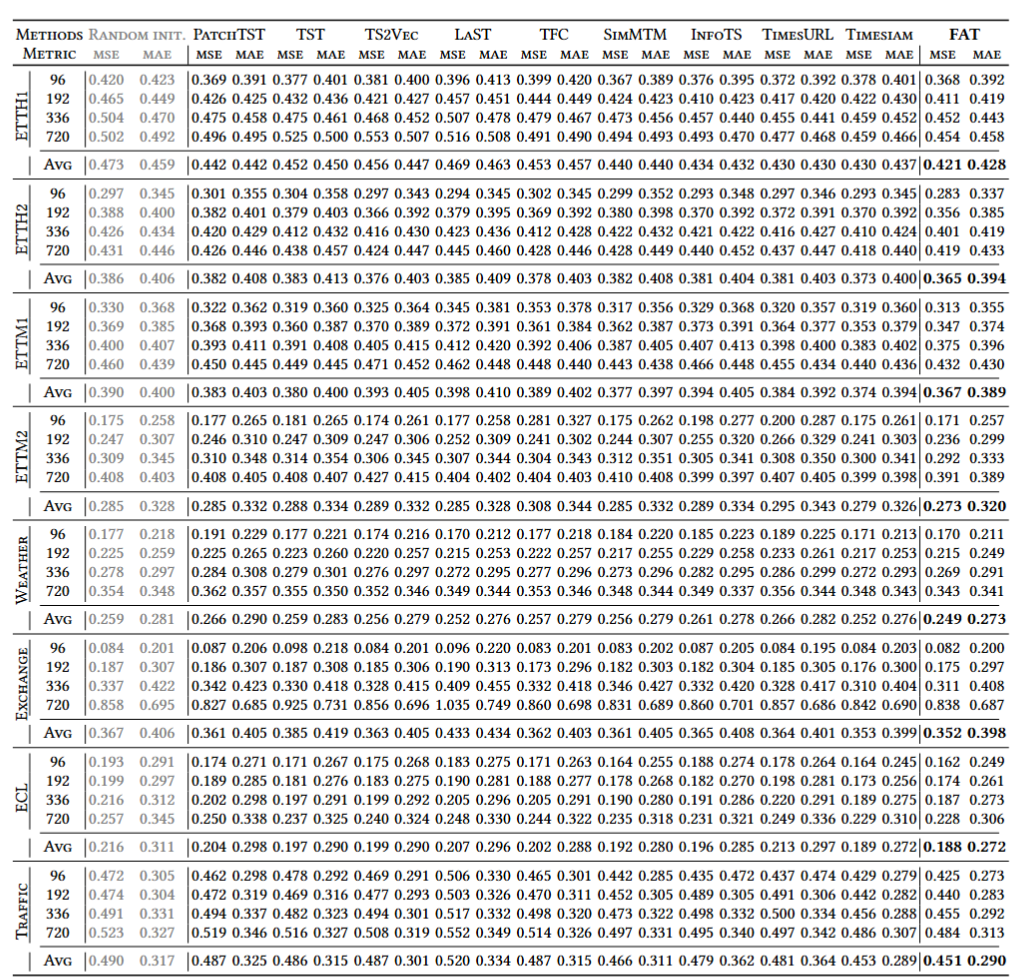 METHODS RANDOM INIT. PATCHTST TST TS2VEC LAST TFC SIMMTM INFOTS TIMESURL TIMESIAM FAT
METRIC MSE MAE MSE MAE MSE MAE MSE MAE MSE MAE MSE MAE MSE MAE MSE MAE MSE MAE MSE MAE MSE MAE
ETTH1
96 0.420 0.423 0.369 0.391 0.377 0.401 0.381 0.400 0.396 0.413 0.399 0.420 0.367 0.389 0.376 0.395 0.372 0.392 0.378 0.401 0.368 0.392
192 0.465 0.449 0.426 0.425 0.432 0.436 0.421 0.427 0.457 0.451 0.444 0.449 0.424 0.423 0.410 0.423 0.417 0.420 0.422 0.430 0.411 0.419
336 0.504 0.470 0.475 0.458 0.475 0.461 0.468 0.452 0.507 0.478 0.479 0.467 0.473 0.456 0.457 0.440 0.455 0.441 0.459 0.452 0.452 0.443
720 0.502 0.492 0.496 0.495 0.525 0.500 0.553 0.507 0.516 0.508 0.491 0.490 0.494 0.493 0.493 0.470 0.477 0.468 0.459 0.466 0.454 0.458
AVG 0.473 0.459 0.442 0.442 0.452 0.450 0.456 0.447 0.469 0.463 0.453 0.457 0.440 0.440 0.434 0.432 0.430 0.430 0.430 0.437 0.421 0.428
ETTH2
96 0.297 0.345 0.301 0.355 0.304 0.358 0.297 0.343 0.294 0.345 0.302 0.345 0.299 0.352 0.293 0.348 0.297 0.346 0.293 0.345 0.283 0.337
192 0.388 0.400 0.382 0.401 0.379 0.403 0.366 0.392 0.379 0.395 0.369 0.392 0.380 0.398 0.370 0.392 0.372 0.391 0.370 0.392 0.356 0.385
336 0.426 0.434 0.420 0.429 0.412 0.432 0.416 0.430 0.423 0.436 0.412 0.428 0.422 0.432 0.421 0.422 0.416 0.427 0.410 0.424 0.401 0.419
720 0.431 0.446 0.426 0.446 0.438 0.457 0.424 0.447 0.445 0.460 0.428 0.446 0.428 0.449 0.440 0.452 0.437 0.447 0.418 0.440 0.419 0.433
AVG 0.386 0.406 0.382 0.408 0.383 0.413 0.376 0.403 0.385 0.409 0.378 0.403 0.382 0.408 0.381 0.404 0.381 0.403 0.373 0.400 0.365 0.394
ETTM1
96 0.330 0.368 0.322 0.362 0.319 0.360 0.325 0.364 0.345 0.381 0.353 0.378 0.317 0.356 0.329 0.368 0.320 0.357 0.319 0.360 0.313 0.355
192 0.369 0.385 0.368 0.393 0.360 0.387 0.370 0.389 0.372 0.391 0.361 0.384 0.362 0.387 0.373 0.391 0.364 0.377 0.353 0.379 0.347 0.374
336 0.400 0.407 0.393 0.411 0.391 0.408 0.405 0.415 0.412 0.420 0.392 0.406 0.387 0.405 0.407 0.413 0.398 0.400 0.383 0.402 0.375 0.396
720 0.460 0.439 0.450 0.445 0.449 0.445 0.471 0.452 0.462 0.448 0.448 0.440 0.443 0.438 0.466 0.448 0.455 0.434 0.440 0.436 0.432 0.430
AVG 0.390 0.400 0.383 0.403 0.380 0.400 0.393 0.405 0.398 0.410 0.389 0.402 0.377 0.397 0.394 0.405 0.384 0.392 0.374 0.394 0.367 0.389
ETTM2
96 0.175 0.258 0.177 0.265 0.181 0.265 0.174 0.261 0.177 0.258 0.281 0.327 0.175 0.262 0.198 0.277 0.200 0.287 0.175 0.261 0.171 0.257
192 0.247 0.307 0.246 0.310 0.247 0.309 0.247 0.306 0.252 0.309 0.241 0.302 0.244 0.307 0.255 0.320 0.266 0.329 0.241 0.303 0.236 0.299
336 0.309 0.345 0.310 0.348 0.314 0.354 0.306 0.345 0.307 0.344 0.304 0.343 0.312 0.351 0.305 0.341 0.308 0.350 0.300 0.341 0.292 0.333
720 0.408 0.403 0.408 0.405 0.408 0.407 0.427 0.415 0.404 0.402 0.404 0.403 0.410 0.408 0.399 0.397 0.407 0.405 0.399 0.398 0.391 0.389
AVG 0.285 0.328 0.285 0.332 0.288 0.334 0.289 0.332 0.285 0.328 0.308 0.344 0.285 0.332 0.289 0.334 0.295 0.343 0.279 0.326 0.273 0.320
WEATHER
96 0.177 0.218 0.191 0.229 0.177 0.221 0.174 0.216 0.170 0.212 0.177 0.218 0.184 0.220 0.185 0.223 0.189 0.225 0.171 0.213 0.170 0.211
192 0.225 0.259 0.225 0.265 0.223 0.260 0.220 0.257 0.215 0.253 0.222 0.257 0.217 0.255 0.229 0.258 0.233 0.261 0.217 0.253 0.215 0.249
336 0.278 0.297 0.284 0.308 0.279 0.301 0.276 0.297 0.272 0.295 0.277 0.296 0.273 0.296 0.282 0.295 0.286 0.299 0.272 0.293 0.269 0.291
720 0.354 0.348 0.362 0.357 0.355 0.350 0.352 0.346 0.349 0.344 0.353 0.346 0.348 0.344 0.349 0.337 0.356 0.344 0.348 0.343 0.343 0.341
AVG 0.259 0.281 0.266 0.290 0.259 0.283 0.256 0.279 0.252 0.276 0.257 0.279 0.256 0.279 0.261 0.278 0.266 0.282 0.252 0.276 0.249 0.273
EXCHANGE
96 0.084 0.201 0.087 0.206 0.098 0.218 0.084 0.201 0.096 0.220 0.083 0.201 0.083 0.202 0.087 0.205 0.084 0.195 0.084 0.203 0.082 0.200
192 0.187 0.307 0.186 0.307 0.187 0.308 0.185 0.306 0.190 0.313 0.173 0.296 0.182 0.303 0.182 0.304 0.185 0.305 0.176 0.300 0.175 0.297
336 0.337 0.422 0.342 0.423 0.330 0.418 0.328 0.415 0.409 0.455 0.332 0.418 0.346 0.427 0.332 0.420 0.328 0.417 0.310 0.404 0.311 0.408
720 0.858 0.695 0.827 0.685 0.925 0.731 0.856 0.696 1.035 0.749 0.860 0.698 0.831 0.689 0.860 0.701 0.857 0.686 0.842 0.690 0.838 0.687
AVG 0.367 0.406 0.361 0.405 0.385 0.419 0.363 0.405 0.433 0.434 0.362 0.403 0.361 0.405 0.365 0.408 0.364 0.401 0.353 0.399 0.352 0.398
ECL
96 0.193 0.291 0.174 0.271 0.171 0.267 0.175 0.268 0.183 0.275 0.171 0.263 0.164 0.255 0.188 0.274 0.178 0.264 0.164 0.245 0.162 0.249
192 0.199 0.297 0.189 0.285 0.181 0.276 0.183 0.275 0.190 0.281 0.188 0.277 0.178 0.268 0.182 0.270 0.198 0.281 0.173 0.256 0.174 0.261
336 0.216 0.312 0.202 0.298 0.197 0.291 0.199 0.292 0.205 0.296 0.205 0.291 0.190 0.280 0.191 0.286 0.220 0.291 0.189 0.275 0.187 0.273
720 0.257 0.345 0.250 0.338 0.237 0.325 0.240 0.324 0.248 0.330 0.244 0.322 0.235 0.318 0.231 0.321 0.249 0.336 0.229 0.310 0.228 0.306
AVG 0.216 0.311 0.204 0.298 0.197 0.290 0.199 0.290 0.207 0.296 0.202 0.288 0.192 0.280 0.196 0.285 0.213 0.297 0.189 0.272 0.188 0.272
TRAFFIC
96 0.472 0.305 0.462 0.298 0.478 0.292 0.469 0.291 0.506 0.330 0.465 0.301 0.442 0.285 0.435 0.472 0.437 0.474 0.429 0.279 0.425 0.273
192 0.474 0.304 0.472 0.319 0.469 0.316 0.477 0.293 0.503 0.326 0.470 0.311 0.452 0.305 0.489 0.305 0.491 0.306 0.442 0.282 0.440 0.283
336 0.491 0.331 0.494 0.337 0.482 0.323 0.494 0.301 0.517 0.332 0.498 0.320 0.473 0.322 0.498 0.332 0.500 0.334 0.456 0.288 0.455 0.292
720 0.523 0.327 0.519 0.346 0.516 0.327 0.508 0.319 0.552 0.349 0.514 0.326 0.497 0.331 0.495 0.340 0.497 0.342 0.486 0.307 0.484 0.313
AVG 0.490 0.317 0.487 0.325 0.486 0.315 0.487 0.301 0.520 0.334 0.487 0.315 0.466 0.311 0.479 0.362 0.481 0.364 0.453 0.289 0.451 0.290